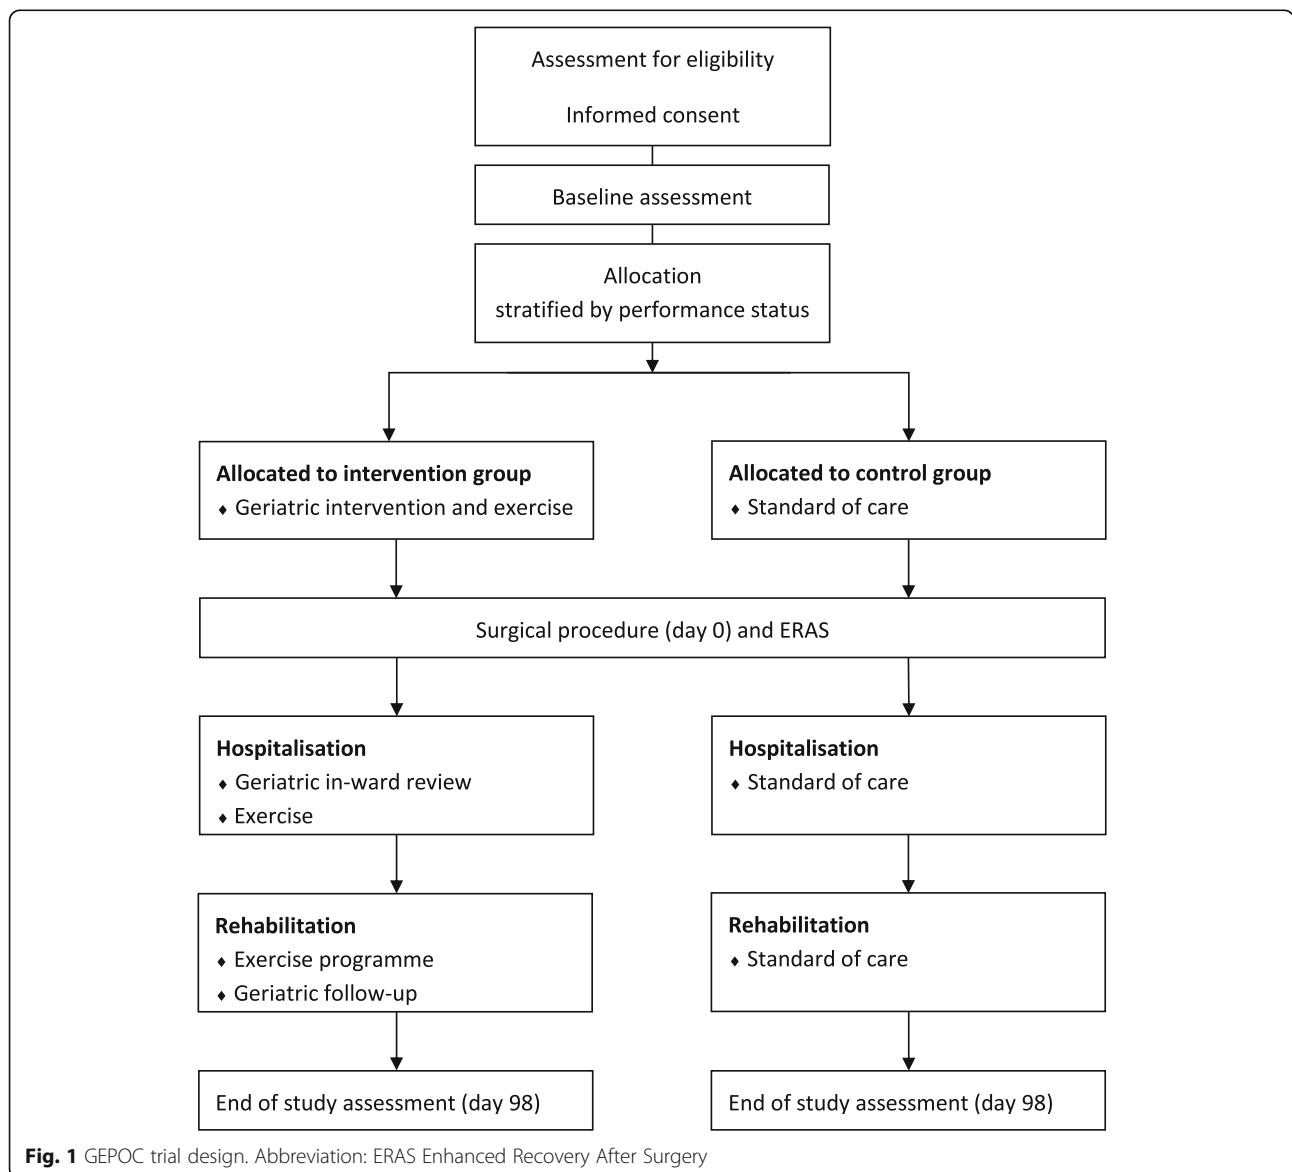 Assessment for eligibility
Informed consent
Baseline assessment
Allocation
stratified by performance status
Allocated to intervention group
♦ Geriatric intervention and exercise
Allocated to control group
♦ Standard of care
Surgical procedure (day 0) and ERAS
Hospitalisation
♦ Geriatric in-ward review
♦ Exercise
Hospitalisation
♦ Standard of care
Rehabilitation
♦ Exercise programme
♦ Geriatric follow-up
Rehabilitation
♦ Standard of care
End of study assessment (day 98)
End of study assessment (day 98)
Fig. 1 GEPOC trial design. Abbreviation: ERAS Enhanced Recovery After Surgery